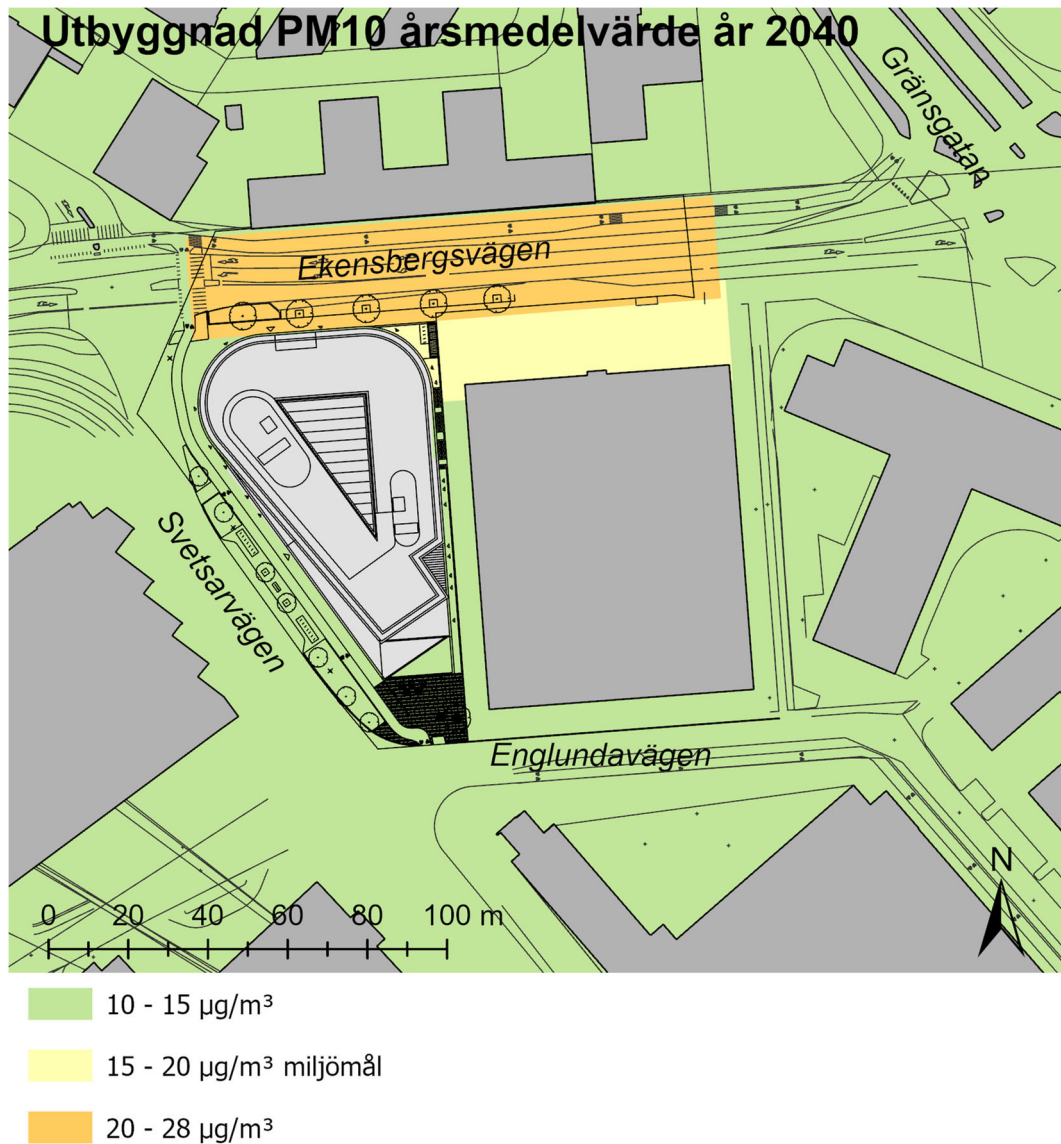 Utbyggnad PM10 årsmedelvärde år 2040
Gränsgatan
Ekensbergsvägen
Svetsarvägen
Englundavägen
N
0 20 40 60 80 100 m
10 - 15 µg/m³
15 - 20 µg/m³ miljömål
20 - 28 µg/m³